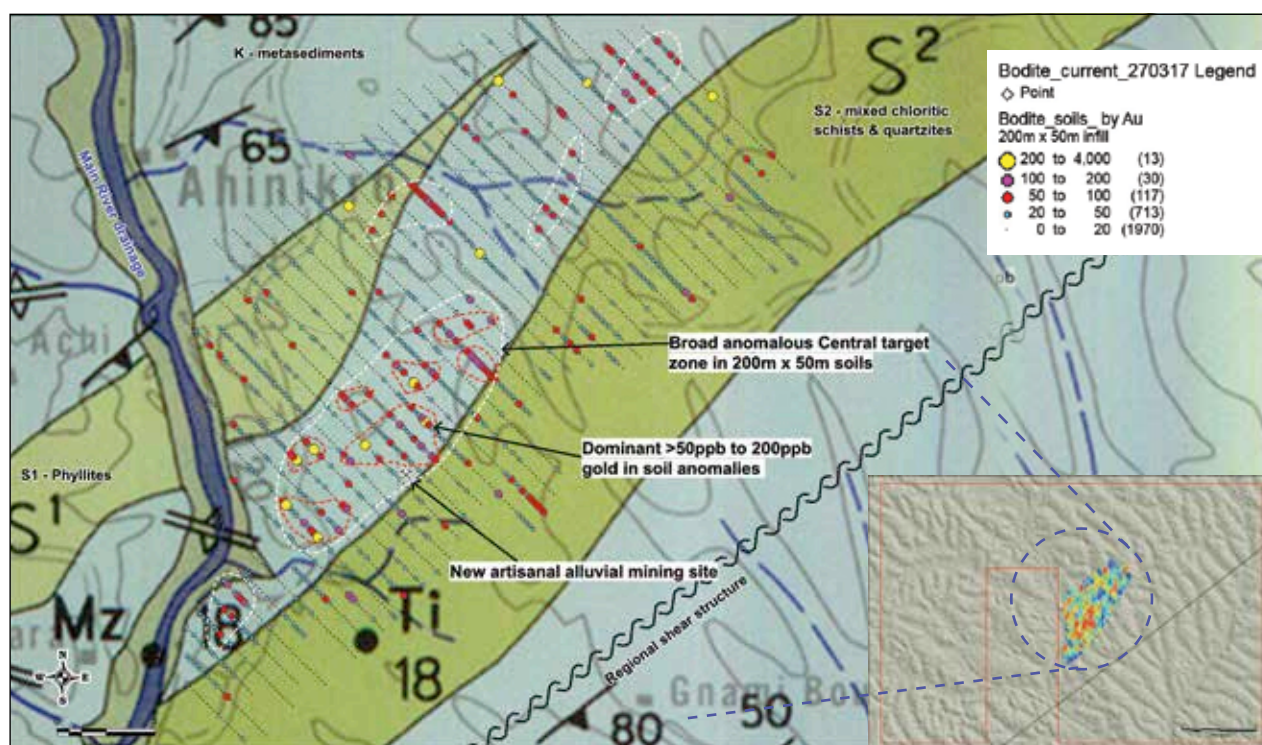 85
K - metasediments
S²
S2 - mixed chloritic
schists & quartzites
Bodite_current_270317 Legend
Point
Bodite_soils_ by Au
200m x 50m infill
200 to 4,000 (13)
100 to 200 (30)
50 to 100 (117)
20 to 50 (713)
0 to 20 (1970)
65
Main River drainage
Broad anomalous Central target
zone in 200m x 50m soils
Dominant >50ppb to 200ppb
gold in soil anomalies
S1 - Phyllites
S¹
20
New artisanal alluvial mining site
Mz
18
Ti
18
N
W E
S
Regional shear structure
80
50